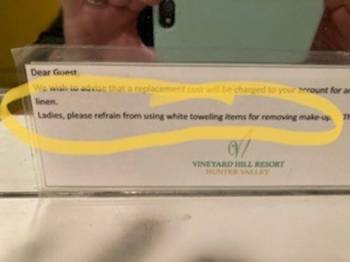 Dear Guest,
We wish to advise that a replacement cost will be charged to your account for
linen.
Ladies, please refrain from using white toweling items for removing make-up.
VINEYARD HILL RESORT
HUNTER VALLEY